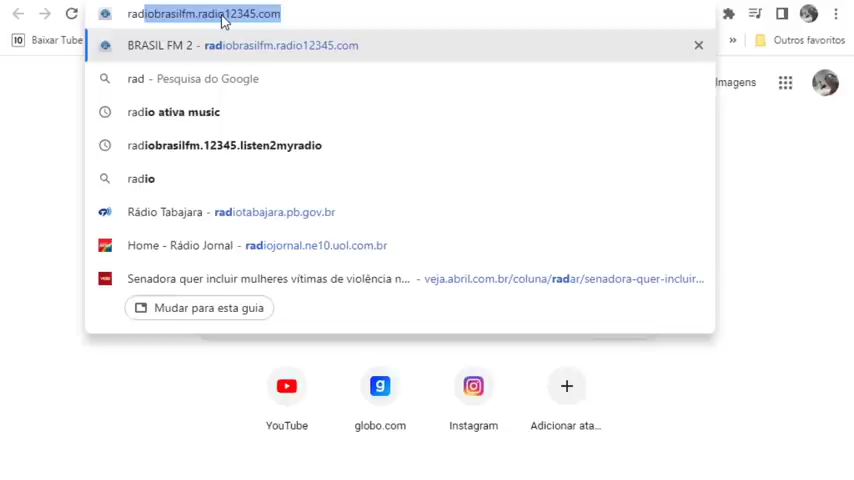 radiobrasilfm.radio12345.com
Baixar Tube
»
Outros favoritos
BRASIL FM 2 - radiobrasilfm.radio12345.com
rad - Pesquisa do Google
Imagens
radio ativa music
radiobrasilfm.12345.listen2myradio
radio
Rádio Tabajara - radiotabajara.pb.gov.br
Home - Rádio Jornal - radiojornal.ne10.uol.com.br
Senadora quer incluir mulheres vítimas de violência n... - veja.abril.com.br/coluna/radar/senadora-quer-incluir...
Mudar para esta guia
YouTube
globo.com
Instagram
Adicionar ata...